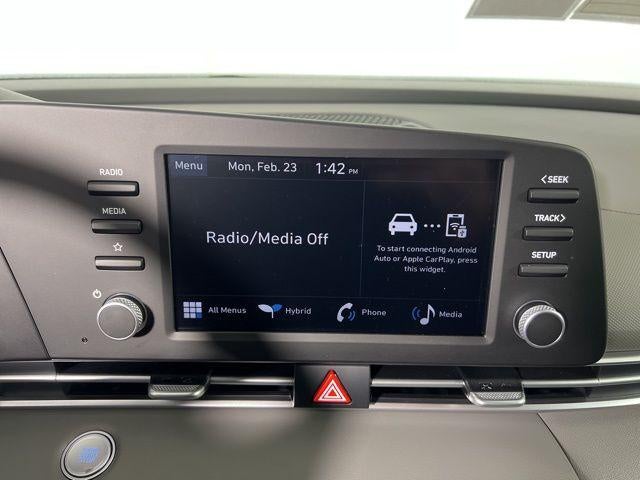 RADIO
MEDIA
Menu Mon, Feb. 23 1:42 PM
Radio/Media Off
To start connecting Android
Auto or Apple CarPlay, press
this widget.
All Menus Hybrid Phone Media
<SEEK
TRACK>
SETUP